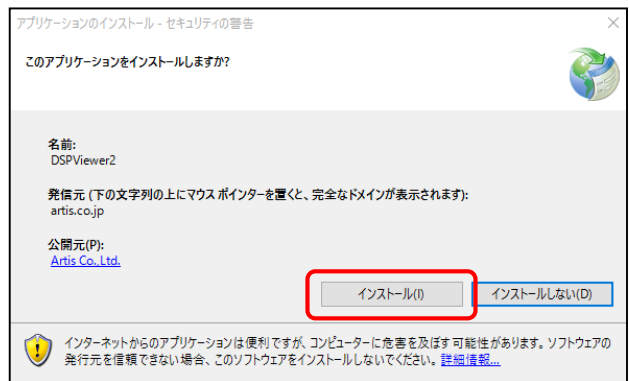 アプリケーションのインストール - セキュリティの警告
このアプリケーションをインストールしますか?
名前:
DSPViewer2
発信元 (下の文字列の上にマウス ポインターを置くと、完全なドメインが表示されます):
artis.co.jp
公開元(P):
Artis Co.,Ltd.
インストール(I)
インストールしない(D)
インターネットからのアプリケーションは便利ですが、コンピューターに危害を及ぼす可能性があります。ソフトウェアの
発行元を信頼できない場合、このソフトウェアをインストールしないでください。詳細情報...